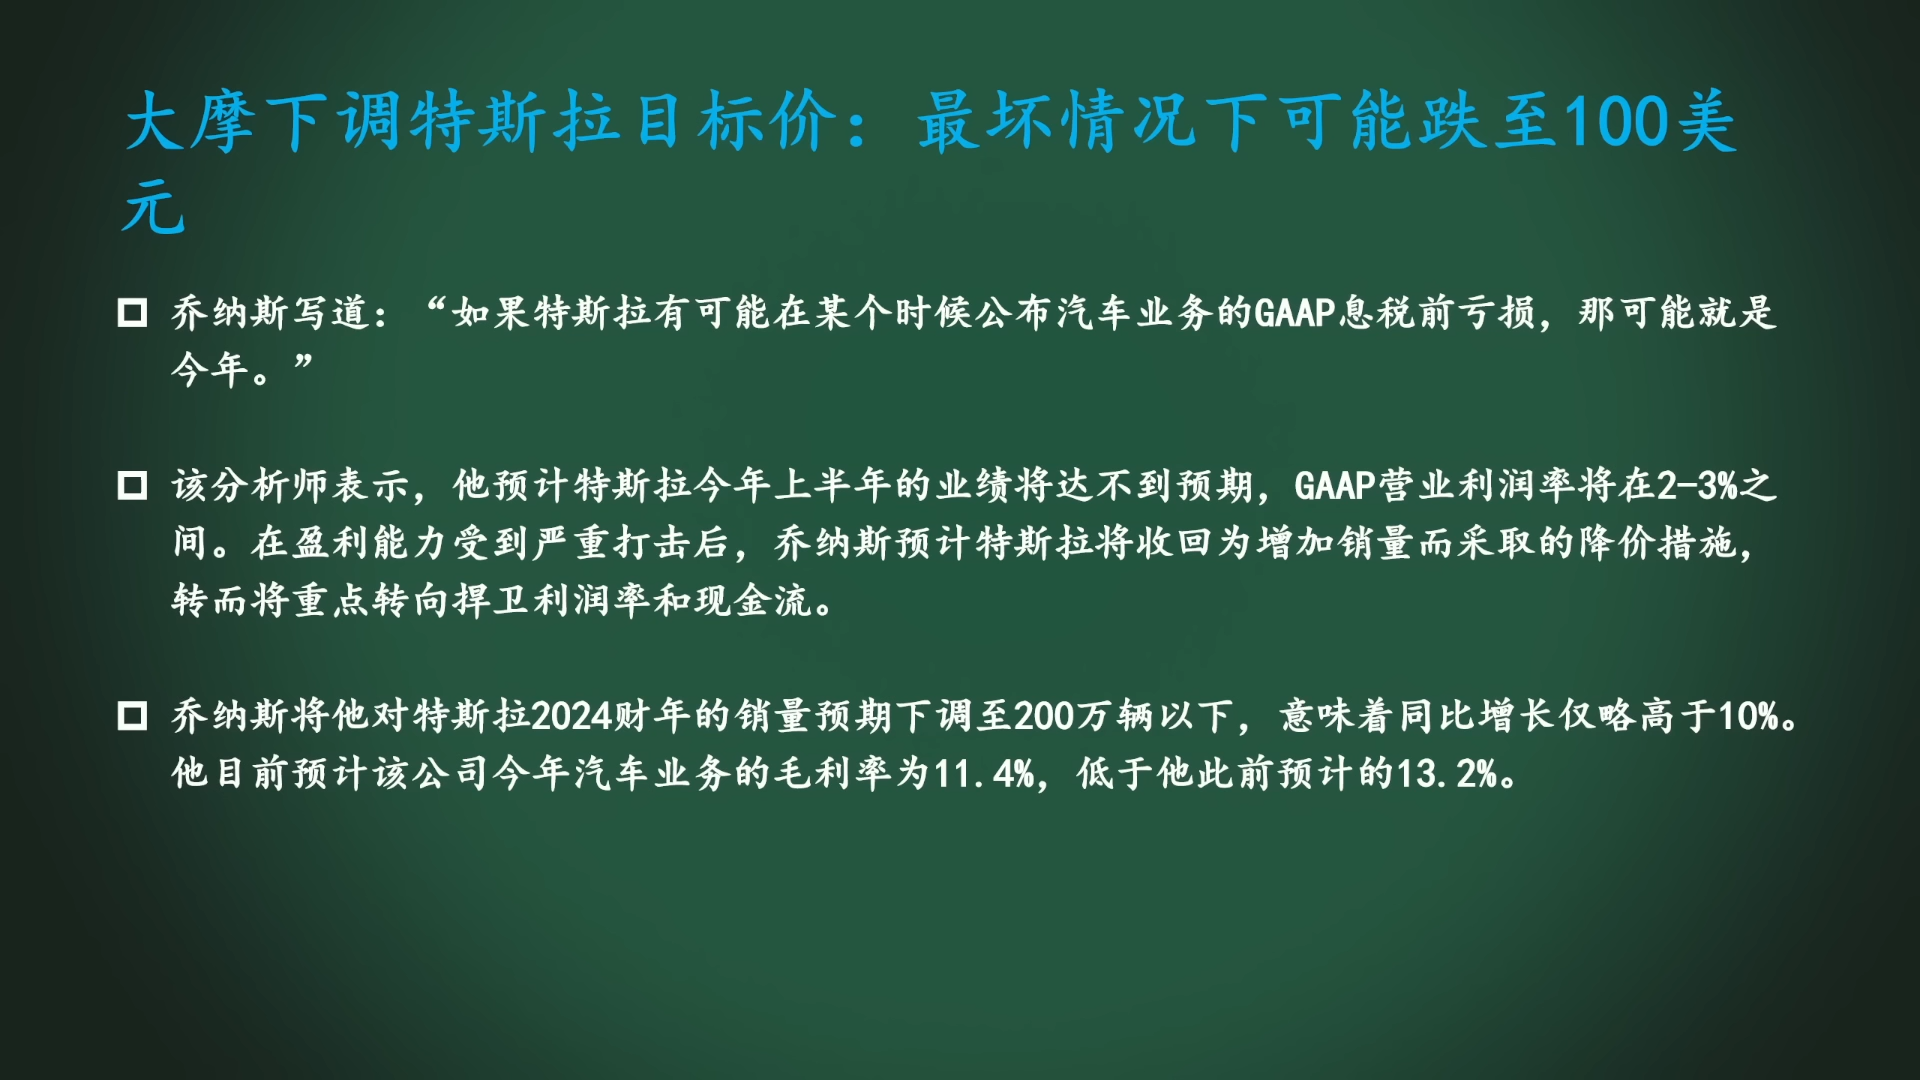 大摩下调特斯拉目标价：最坏情况下可能跌至100美
元
乔纳斯写道：“如果特斯拉有可能在某个时候公布汽车业务的GAAP息税前亏损，那可能就是
今年。”
该分析师表示，他预计特斯拉今年上半年的业绩将达不到预期，GAAP营业利润率将在2-3%之
间。在盈利能力受到严重打击后，乔纳斯预计特斯拉将收回为增加销量而采取的降价措施，
转而将重点转向捍卫利润率和现金流。
乔纳斯将他对特斯拉2024财年的销量预期下调至200万辆以下，意味着同比增长仅略高于10%。
他目前预计该公司今年汽车业务的毛利率为11.4%，低于他此前预计的13.2%。